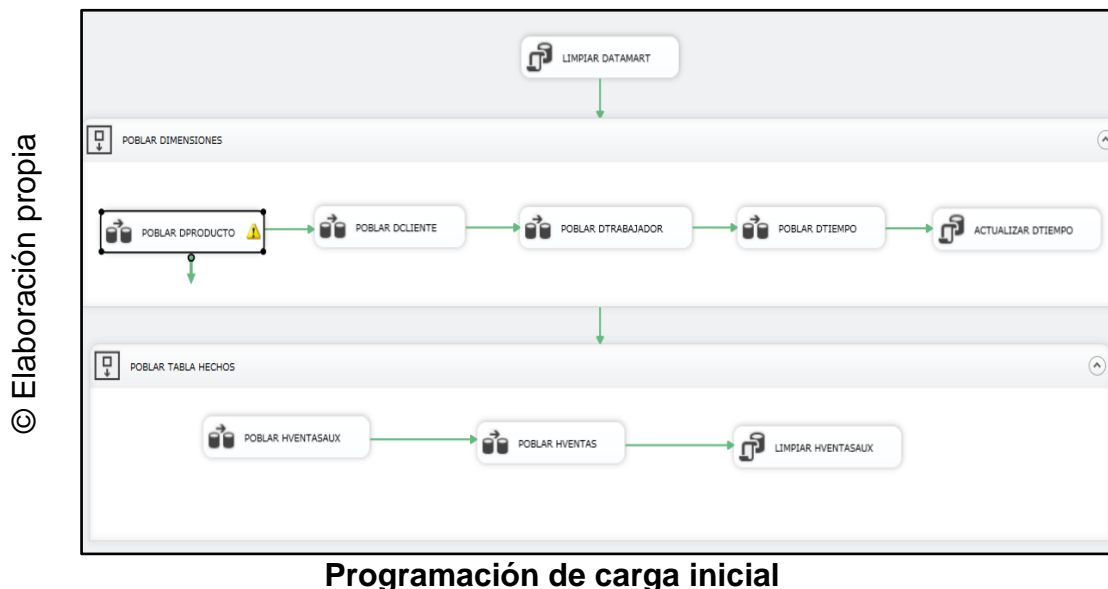 © Elaboración propia
LIMPIAR DATAMART
POBLAR DIMENSIONES
POBLAR DPRODUCTO
POBLAR DCLIENTE
POBLAR DTRABAJADOR
POBLAR DTIEMPO
ACTUALIZAR DTIEMPO
POBLAR TABLA HECHOS
POBLAR HVENTASAUX
POBLAR HVENTAS
LIMPIAR HVENTASAUX
Programación de carga inicial